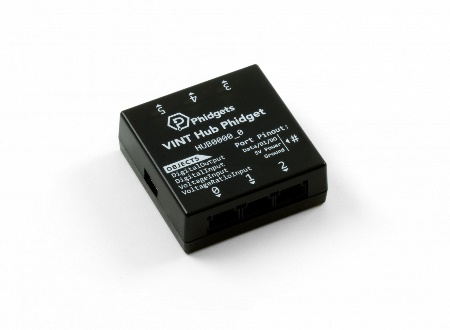 5 4 3
Phidgets
VINT Hub Phidget
HUB0000_0
OBJECTS
DigitalOutput
DigitalInput
VoltageInput
VoltageRatioInput
Port Pinout:
Data/DI/DO
5V Power
Ground
#
0 1 2